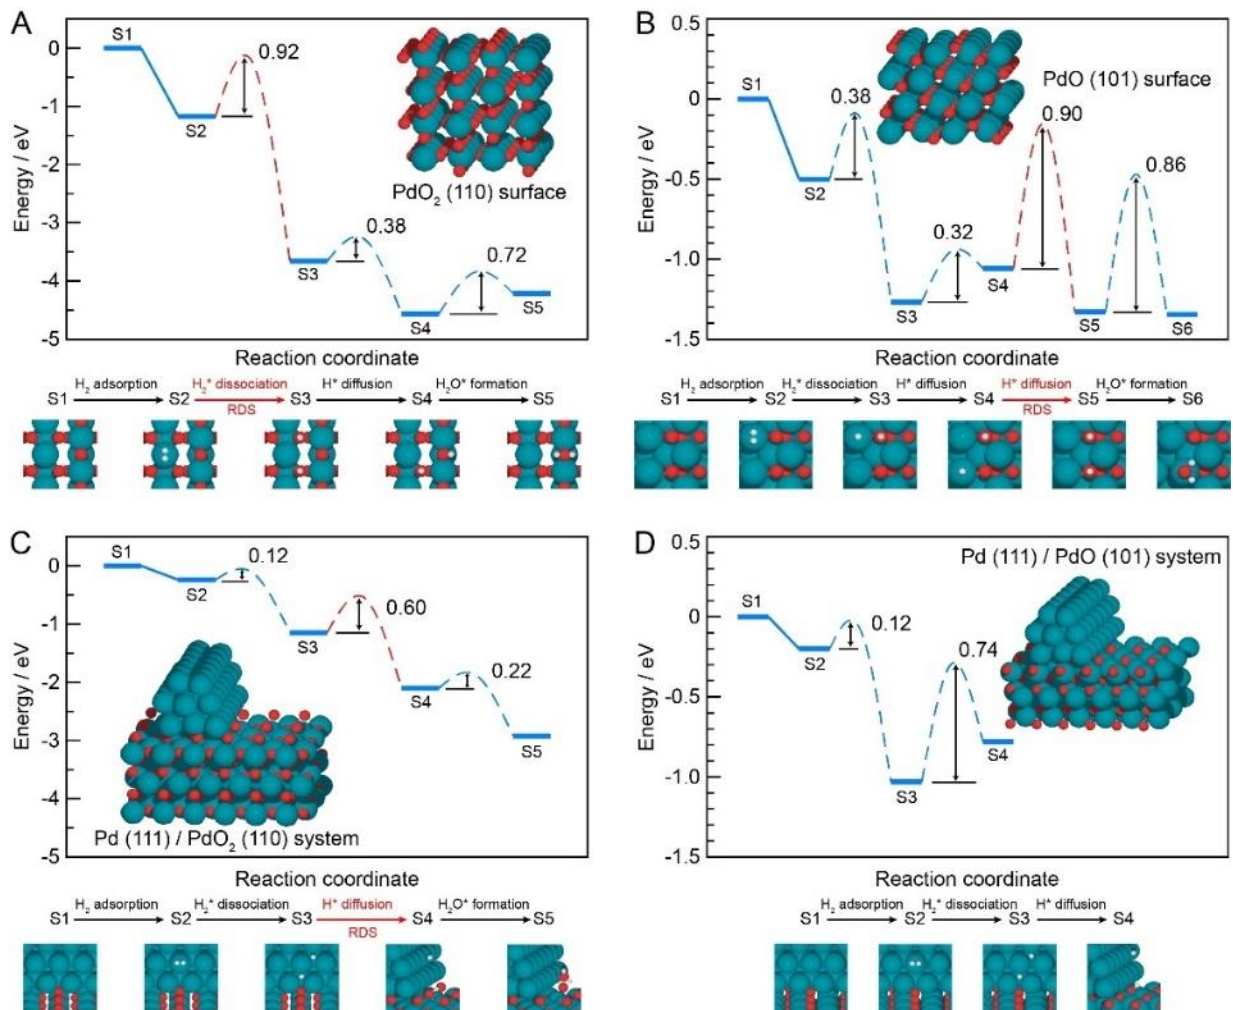 A
0
-1
-2
-3
-4
-5
Energy / eV
S1
S2
0.92
S3
0.38
S4
0.72
S5
PdO2 (110) surface
Reaction coordinate
H2 adsorption
H2* dissociation
H* diffusion
H2O* formation
S1
S2
RDS
S3
S4
S5
B
0.5
0
-0.5
-1.0
-1.5
Energy / eV
S1
S2
0.38
S3
0.32
S4
0.90
S5
0.86
S6
PdO (101) surface
Reaction coordinate
H2 adsorption
H2* dissociation
H* diffusion
H* diffusion
H2O* formation
S1
S2
S3
S4
RDS
S5
S6
C
0
-1
-2
-3
-4
-5
Energy / eV
S1
S2
0.12
S3
0.60
S4
0.22
S5
Pd (111) / PdO2 (110) system
Reaction coordinate
H2 adsorption
H2* dissociation
H* diffusion
H2O* formation
S1
S2
S3
RDS
S4
S5
D
0.5
0
-0.5
-1.0
-1.5
Energy / eV
S1
S2
0.12
S3
0.74
S4
Pd (111) / PdO (101) system
Reaction coordinate
H2 adsorption
H2* dissociation
H* diffusion
S1
S2
S3
S4